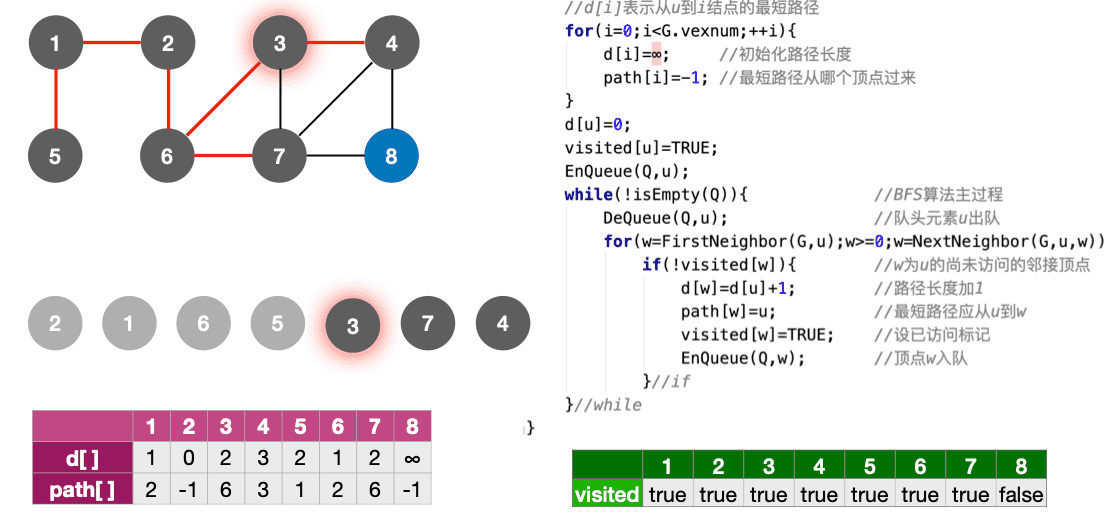 1 2 3 4
5 6 7 8
2 1 6 5 3 7 4
1 2 3 4 5 6 7 8
d[ ] 1 0 2 3 2 1 2 ∞
path[ ] 2 -1 6 3 1 2 6 -1
//d[i]表示从u到i结点的最短路径
for(i=0;i<G.vexnum;++i){
d[i]=∞; //初始化路径长度
path[i]=-1; //最短路径从哪个顶点过来
}
d[u]=0;
visited[u]=TRUE;
EnQueue(Q,u);
while(!isEmpty(Q)){ //BFS算法主过程
DeQueue(Q,u); //队头元素u出队
for(w=FirstNeighbor(G,u);w>=0;w=NextNeighbor(G,u,w))
if(!visited[w]){ //w为u的尚未访问的邻接顶点
d[w]=d[u]+1; //路径长度加1
path[w]=u; //最短路径应从u到w
visited[w]=TRUE; //设已访问标记
EnQueue(Q,w); //顶点w入队
}//if
}//while
}
1 2 3 4 5 6 7 8
visited true true true true true true true false